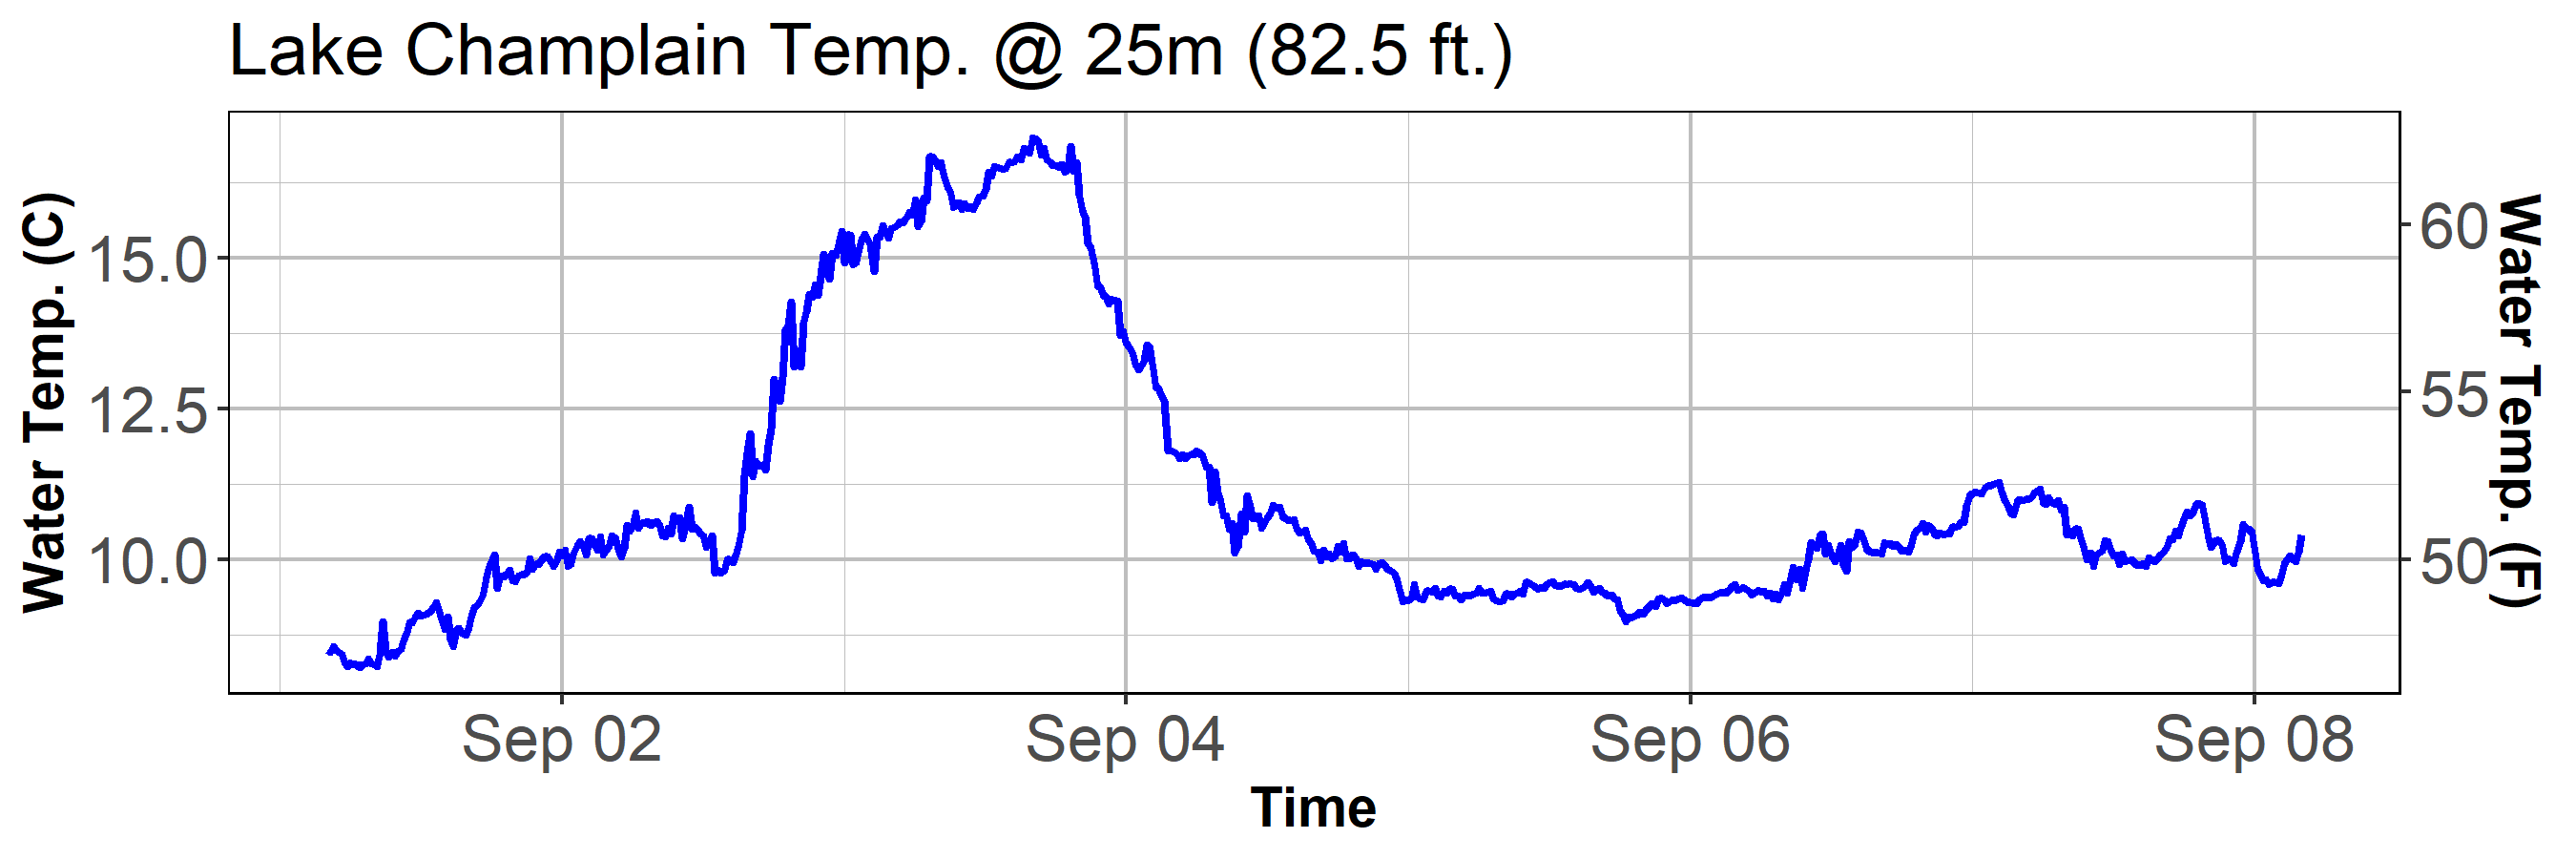 Lake Champlain Temp. @ 25m (82.5 ft.)
Water Temp. (C)
15.0
12.5
10.0
60
55
50
Water Temp. (F)
Sep 02
Sep 04
Sep 06
Sep 08
Time